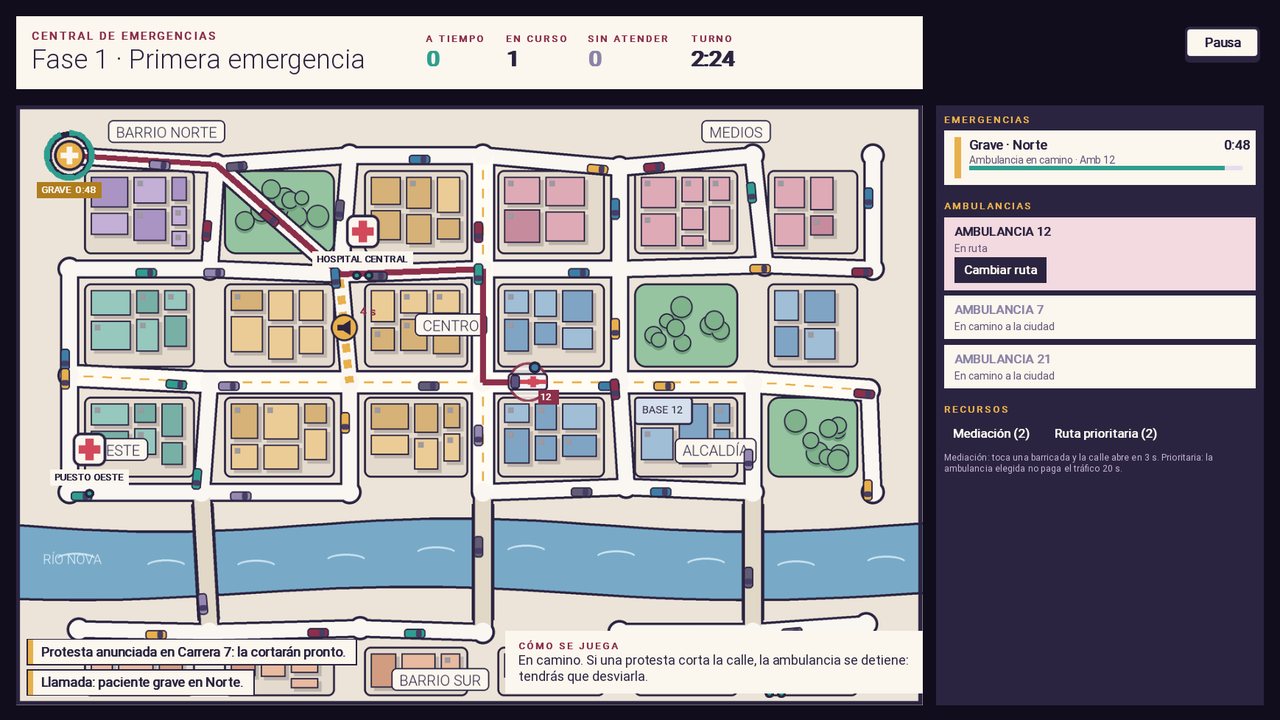 CENTRAL DE EMERGENCIAS
Fase 1 · Primera emergencia
A TIEMPO
0
EN CURSO
1
SIN ATENDER
0
TURNO
2:24
Pausa
BARRIO NORTE
MEDIOS
GRAVE 0:48
HOSPITAL CENTRAL
4 s
CENTRO
12
BASE 12
ALCALDÍA
OESTE
PUESTO OESTE
RÍO NOVA
BARRIO SUR
Protesta anunciada en Carrera 7: la cortarán pronto.
Llamada: paciente grave en Norte.
CÓMO SE JUEGA
En camino. Si una protesta corta la calle, la ambulancia se detiene:
tendrás que desviarla.
EMERGENCIAS
Grave · Norte
0:48
Ambulancia en camino · Amb 12
AMBULANCIAS
AMBULANCIA 12
En ruta
Cambiar ruta
AMBULANCIA 7
En camino a la ciudad
AMBULANCIA 21
En camino a la ciudad
RECURSOS
Mediación (2)
Ruta prioritaria (2)
Mediación: toca una barricada y la calle abre en 3 s. Prioritaria: la
ambulancia elegida no paga el tráfico 20 s.